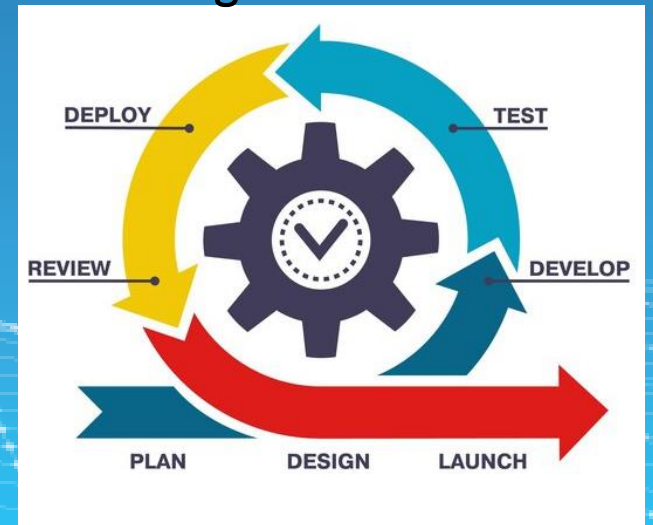 DEPLOY
TEST
REVIEW
DEVELOP
PLAN
DESIGN
LAUNCH